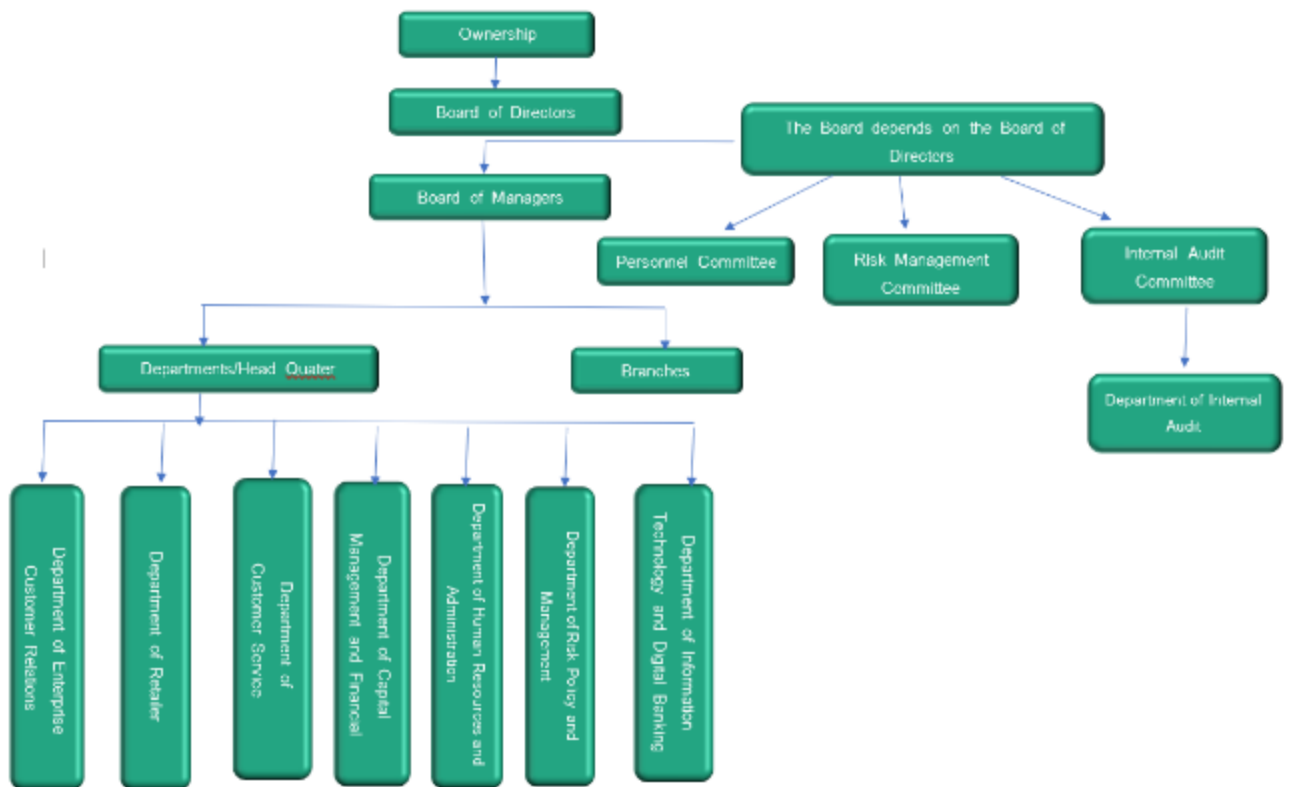 Ownership
Board of Directors
The Board depends on the Board of
Directors
Board of Managers
Personnel Committee
Risk Management
Committee
Internal Audit
Committee
Departments/Head Quater
Branches
Department of Internal
Audit
Department of Enterprise
Customer Relations
Department of Retailer
Department of
Customer Service
Department of Capital
Management and Financial
Department of Human Resources and
Administration
Department of Risk Policy and
Management
Department of Information
Technology and Digital Banking